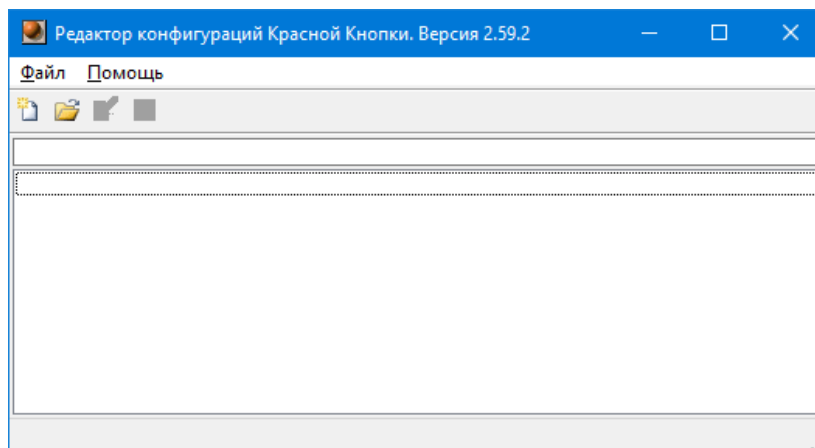 Редактор конфигураций Красной Кнопки. Версия 2.59.2
Файл Помощь